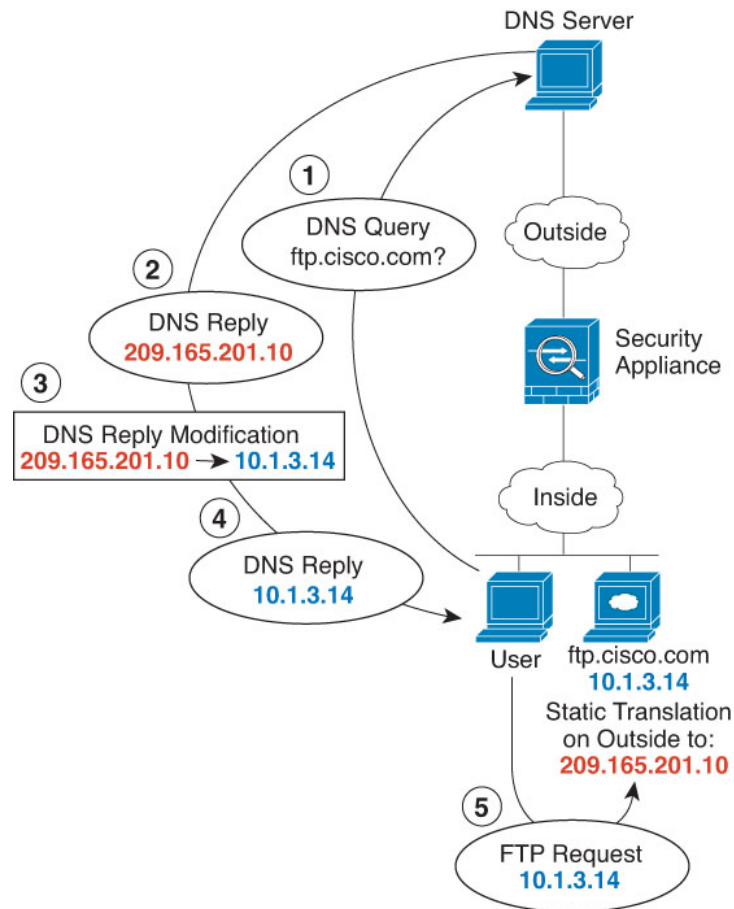 DNS Server
1
DNS Query
ftp.cisco.com?
Outside
2
DNS Reply
209.165.201.10
Security
Appliance
3
DNS Reply Modification
209.165.201.10 → 10.1.3.14
Inside
4
DNS Reply
10.1.3.14
User
ftp.cisco.com
10.1.3.14
Static Translation
on Outside to:
209.165.201.10
5
FTP Request
10.1.3.14